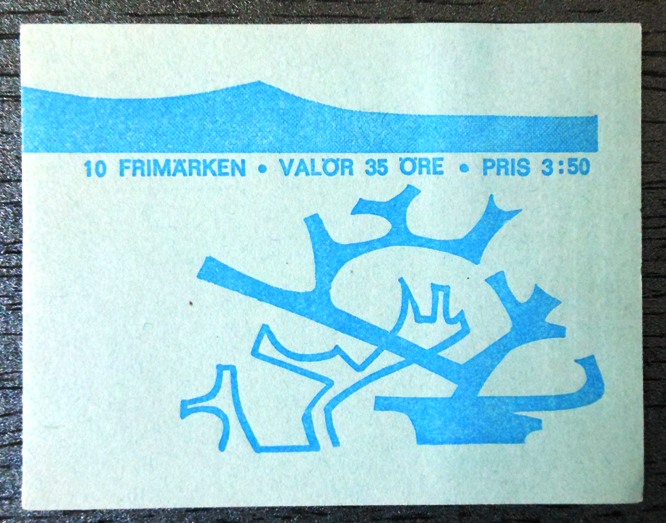 10 FRIMÄRKEN • VALÖR 35 ÖRE • PRIS 3:50